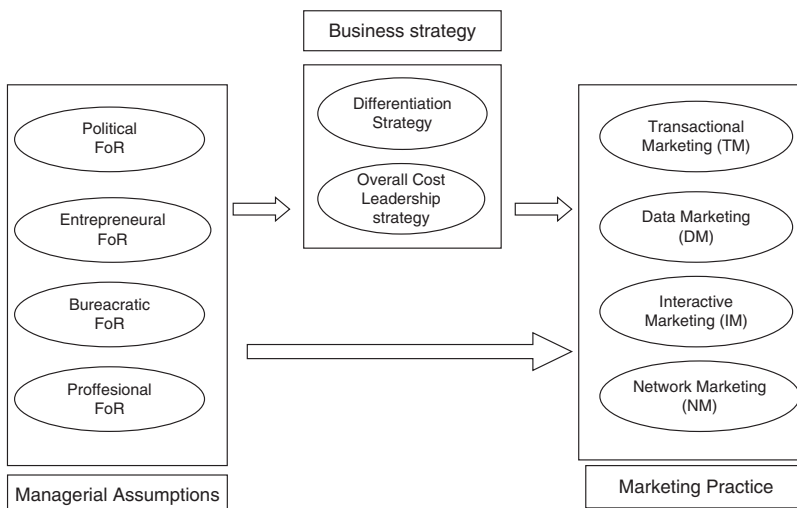 Business strategy
Differentiation
Strategy
Overall Cost
Leadership
strategy
Political
FoR
Entrepreneural
FoR
Bureacratic
FoR
Proffesional
FoR
Managerial Assumptions
Transactional
Marketing (TM)
Data Marketing
(DM)
Interactive
Marketing (IM)
Network Marketing
(NM)
Marketing Practice